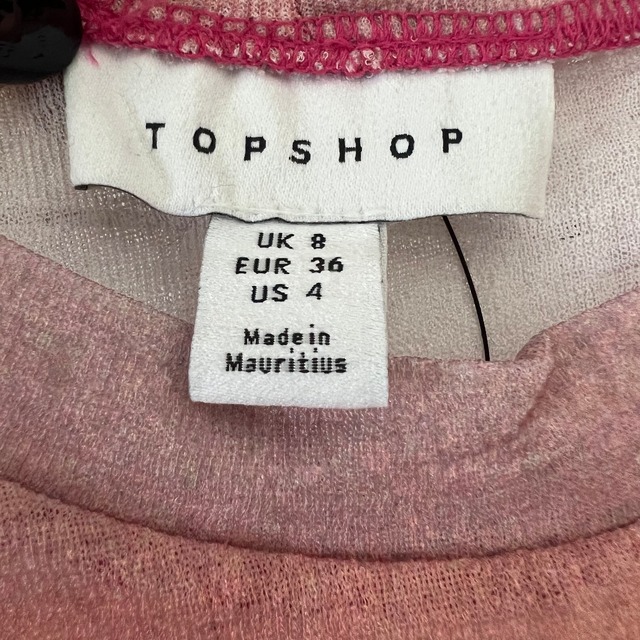 TOPSHOP
UK 8
EUR 36
US 4
Made in
Mauritius